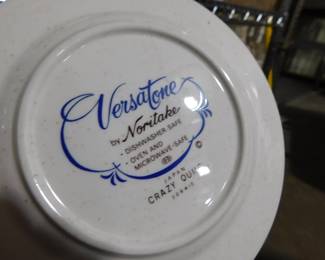 Versatone
by Noritake
- DISHWASHER SAFE
- OVEN AND
MICROWAVE-SAFE
©
JAPAN
CRAZY QUILT